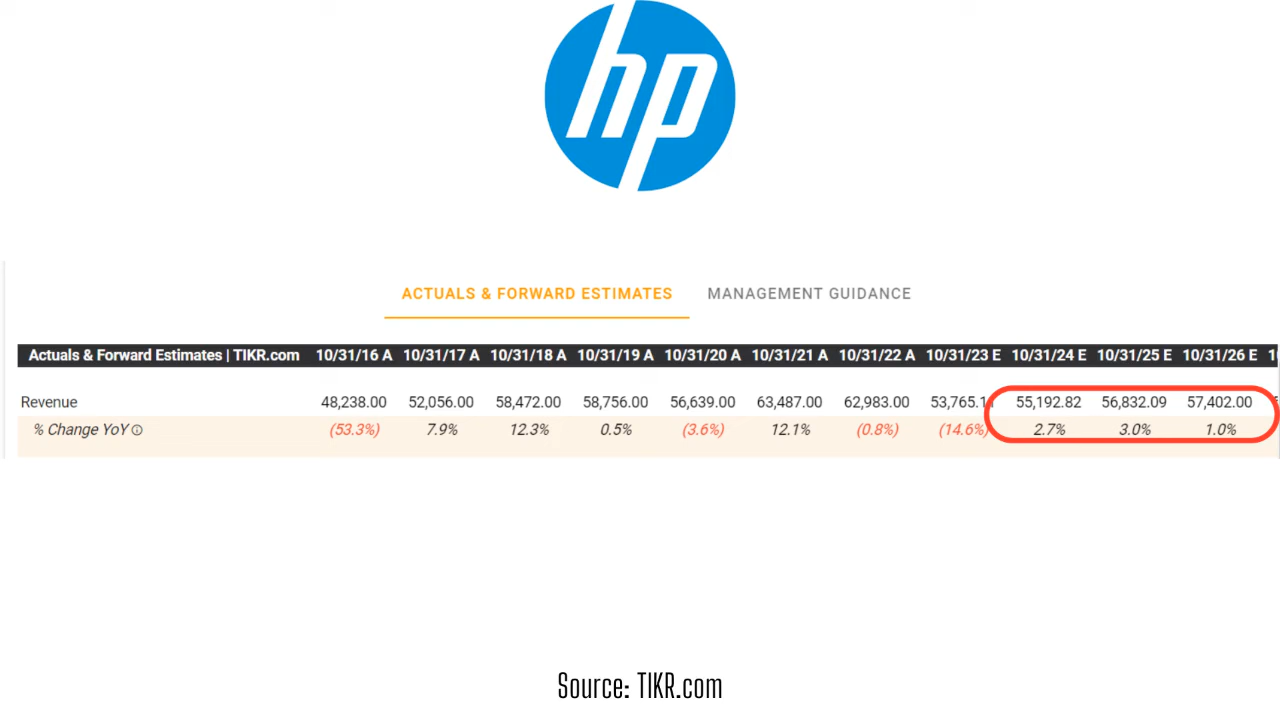 hp
ACTUALS & FORWARD ESTIMATES MANAGEMENT GUIDANCE
Actuals & Forward Estimates | TIKR.com 10/31/16 A 10/31/17 A 10/31/18 A 10/31/19 A 10/31/20 A 10/31/21 A 10/31/22 A 10/31/23 E 10/31/24 E 10/31/25 E 10/31/26 E
Revenue 48,238.00 52,056.00 58,472.00 58,756.00 56,639.00 63,487.00 62,983.00 55,192.82 56,832.09 57,402.00
% Change YoY (53.3%) 7.9% 12.3% 0.5% (3.6%) 12.1% (0.8%) (14.6%) 2.7% 3.0% 1.0%
Source: TIKR.com